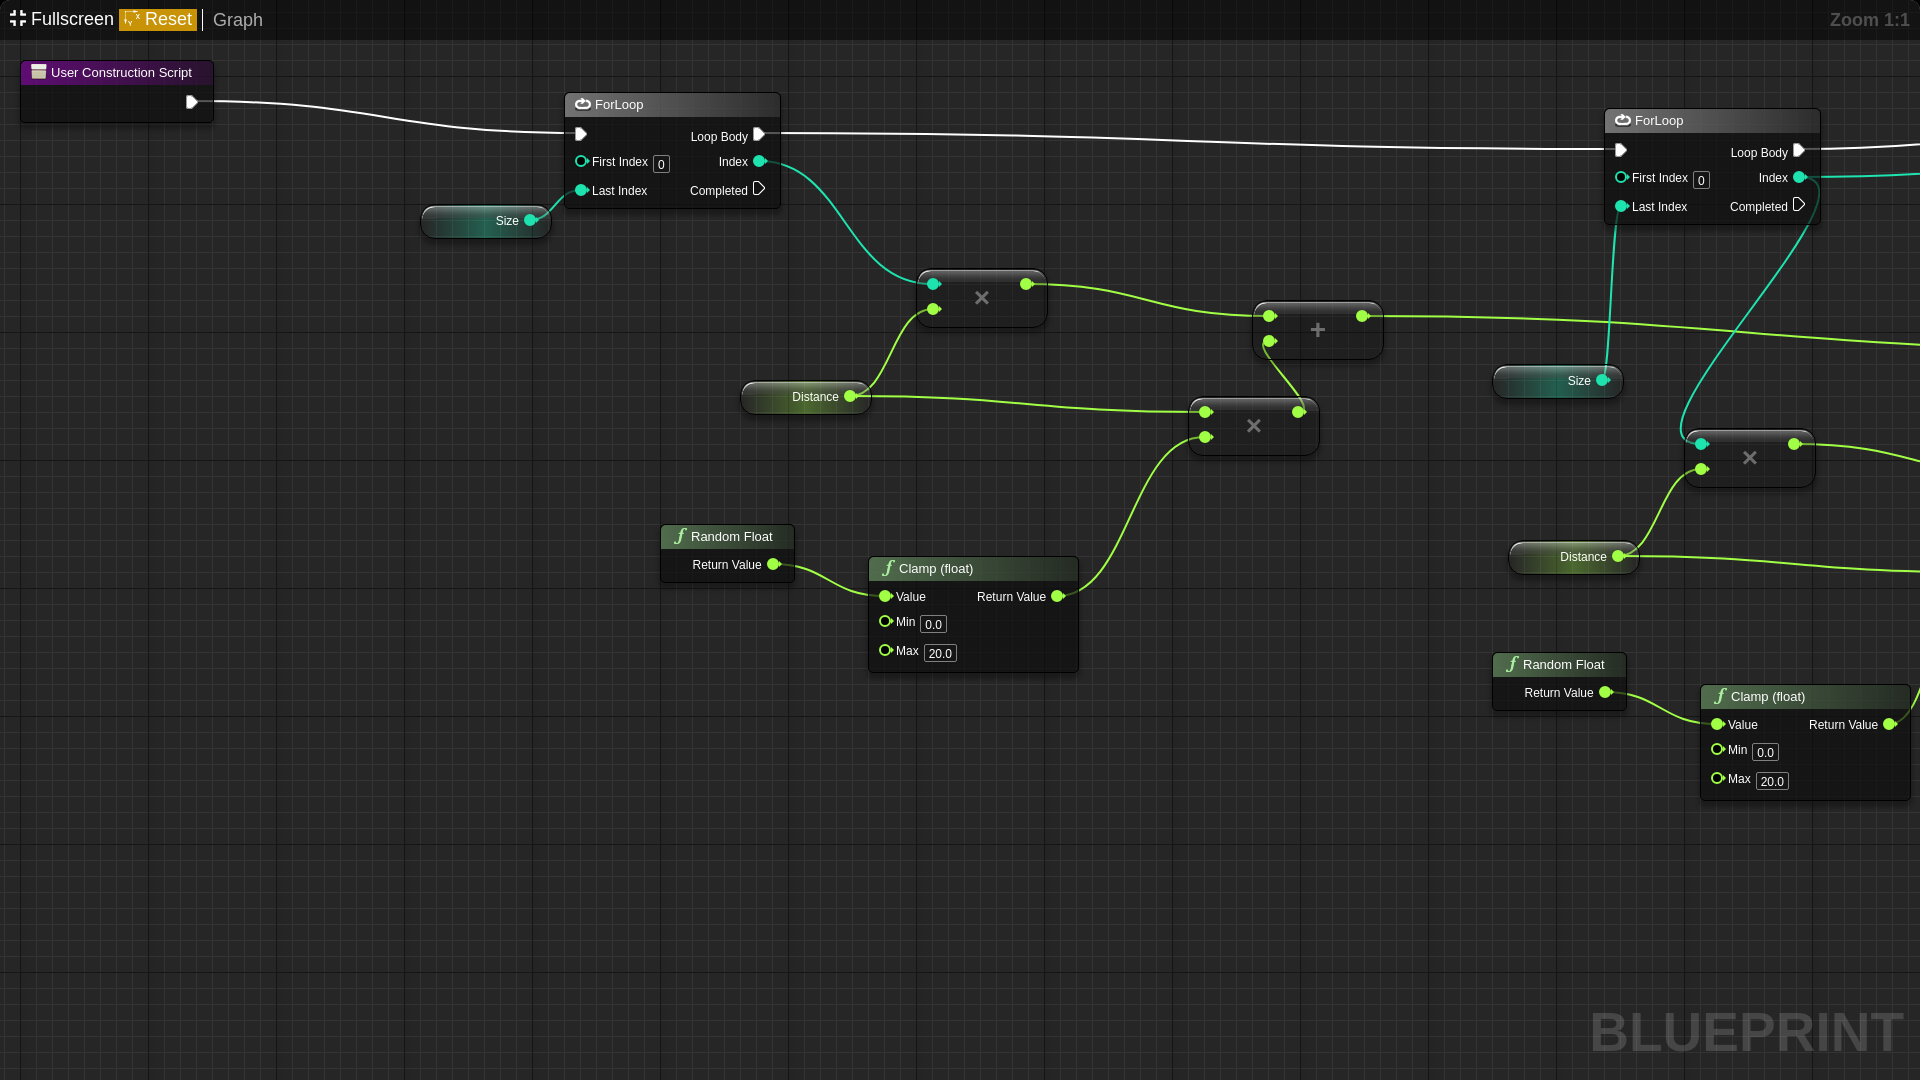 Fullscreen Reset Graph
Zoom 1:1
User Construction Script
ForLoop
Loop Body
First Index 0
Index
Last Index
Completed
Size
ForLoop
Loop Body
First Index 0
Index
Last Index
Completed
×
+
Distance
Size
×
×
Random Float
Return Value
Clamp (float)
Value
Return Value
Min 0.0
Max 20.0
Distance
Random Float
Return Value
Clamp (float)
Value
Return Value
Min 0.0
Max 20.0
BLUEPRINT